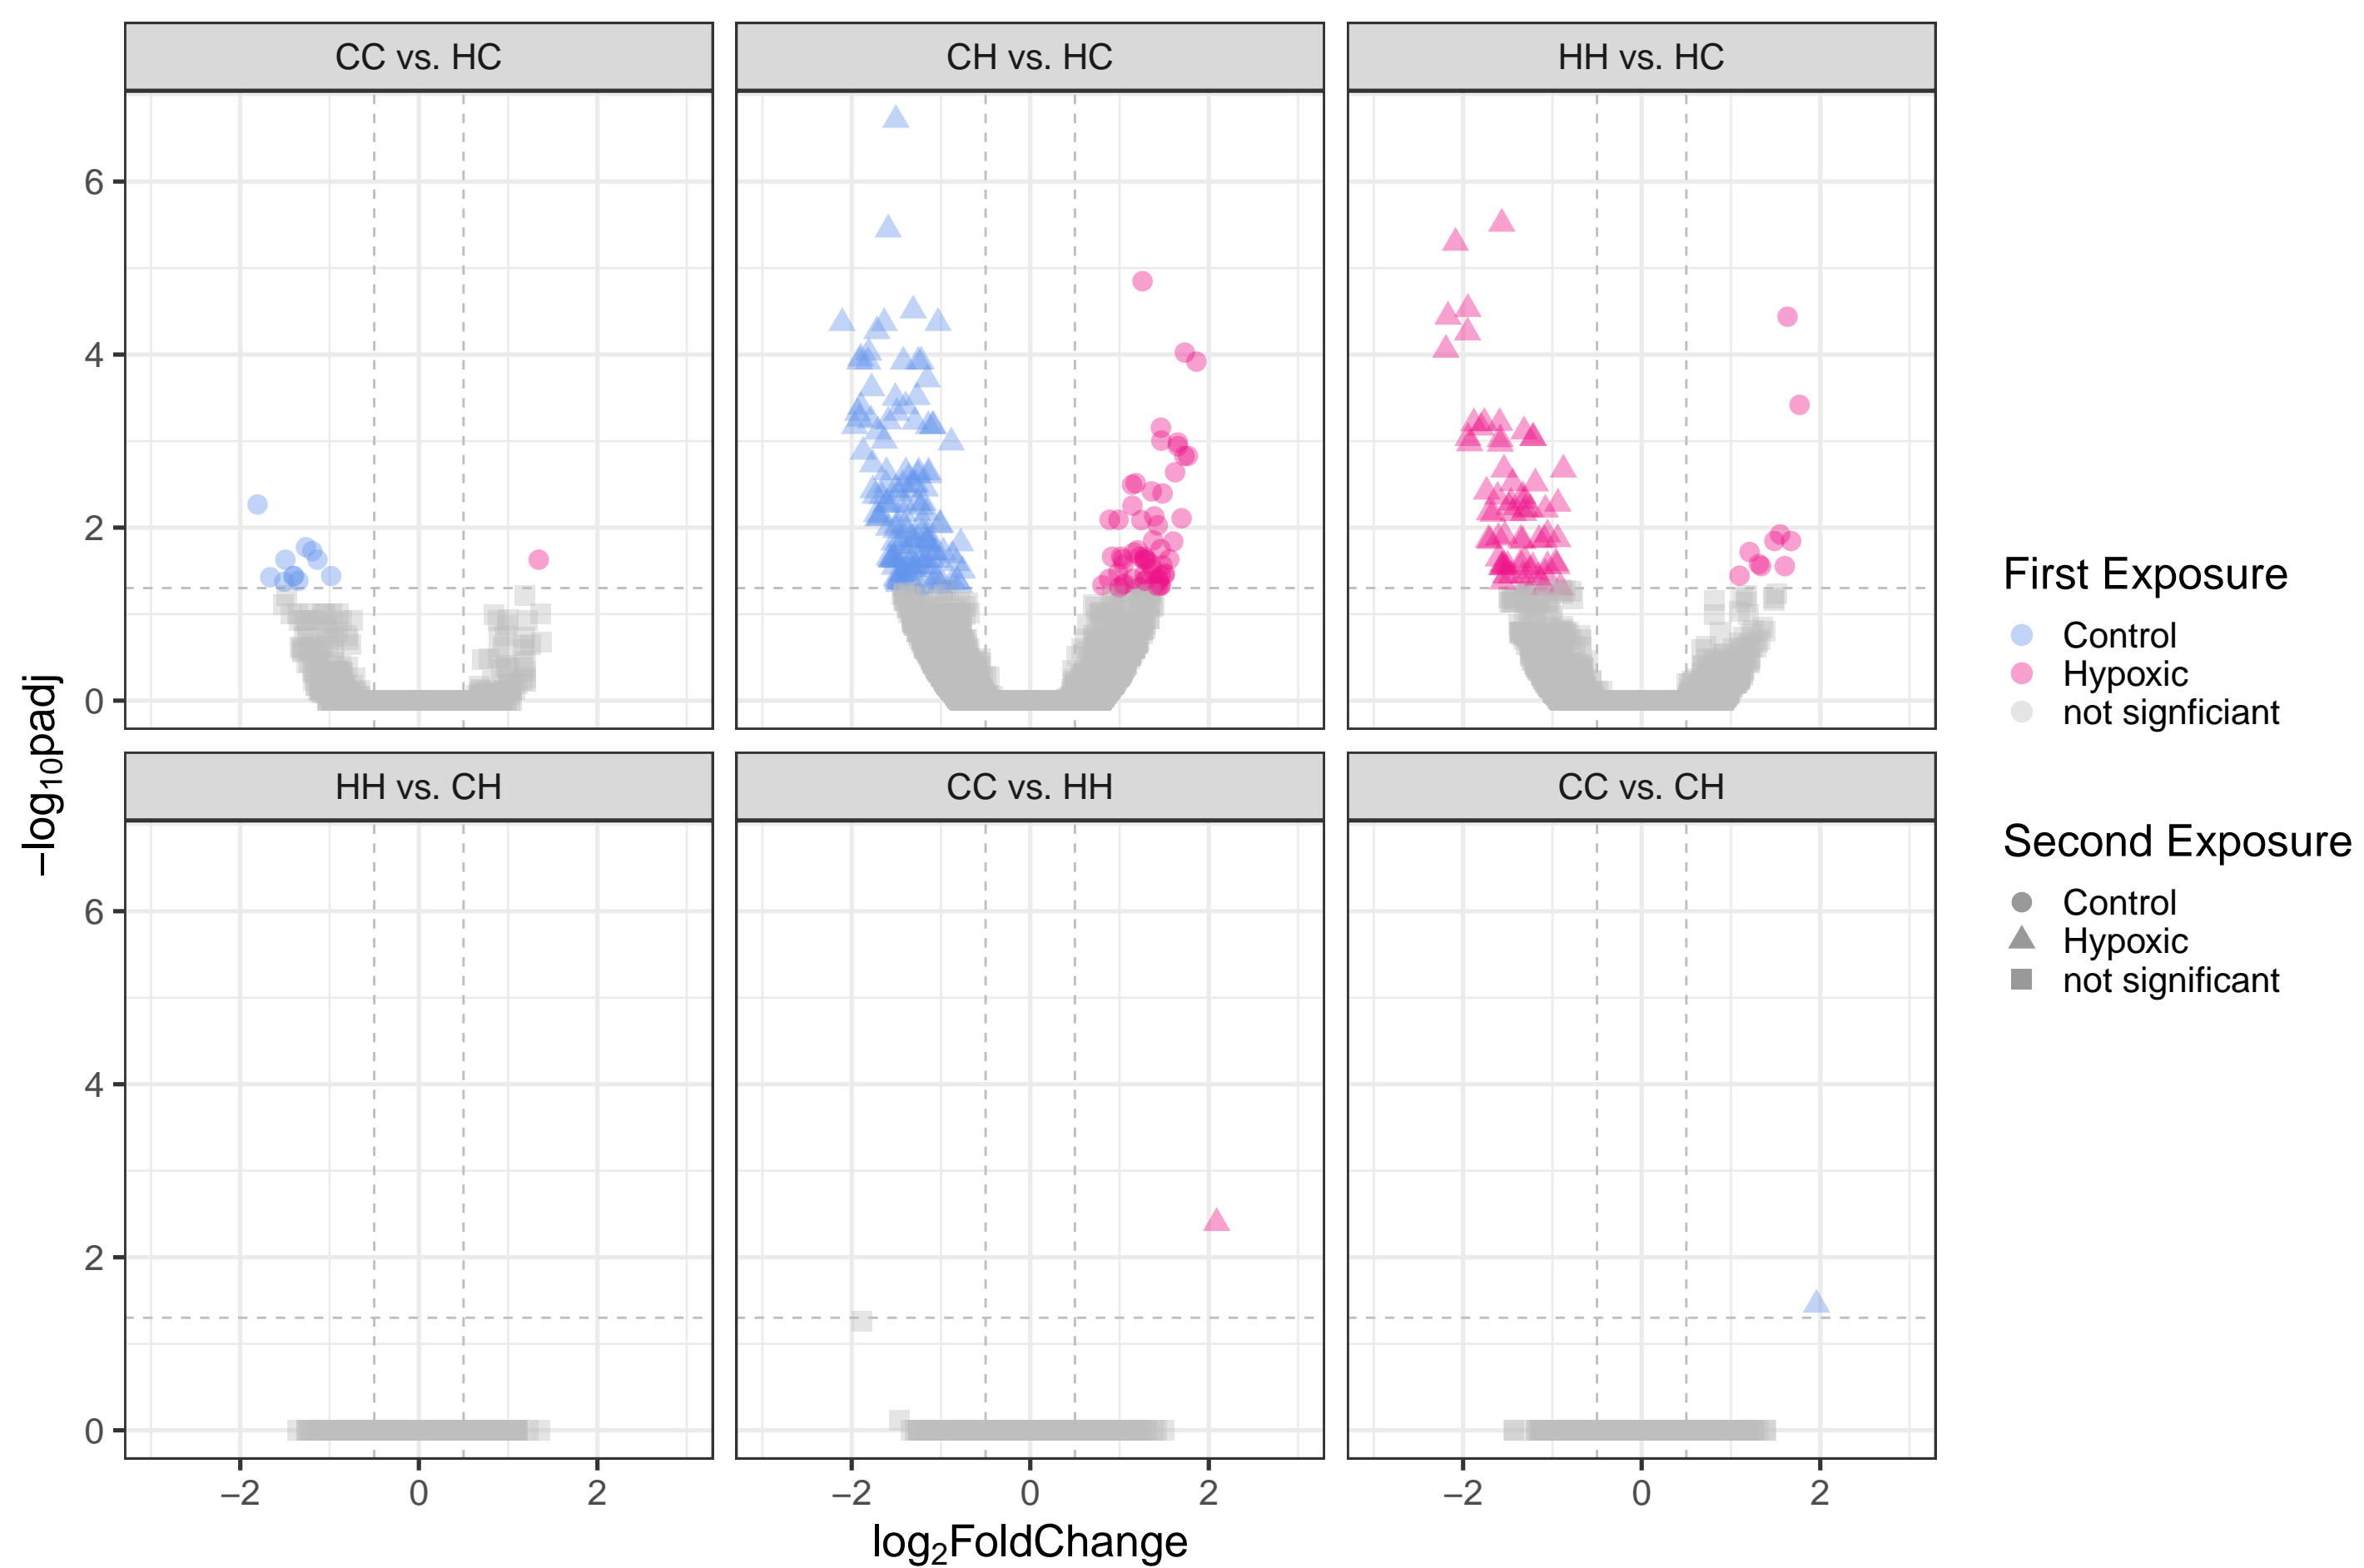 CC vs. HC
CH vs. HC
HH vs. HC
6
4
2
0
HH vs. CH
CC vs. HH
CC vs. CH
6
4
2
0
−2
0
2
−2
0
2
−2
0
2
log₂FoldChange
−log₁₀padj
First Exposure
Control
Hypoxic
not signficiant
Second Exposure
Control
Hypoxic
not significant